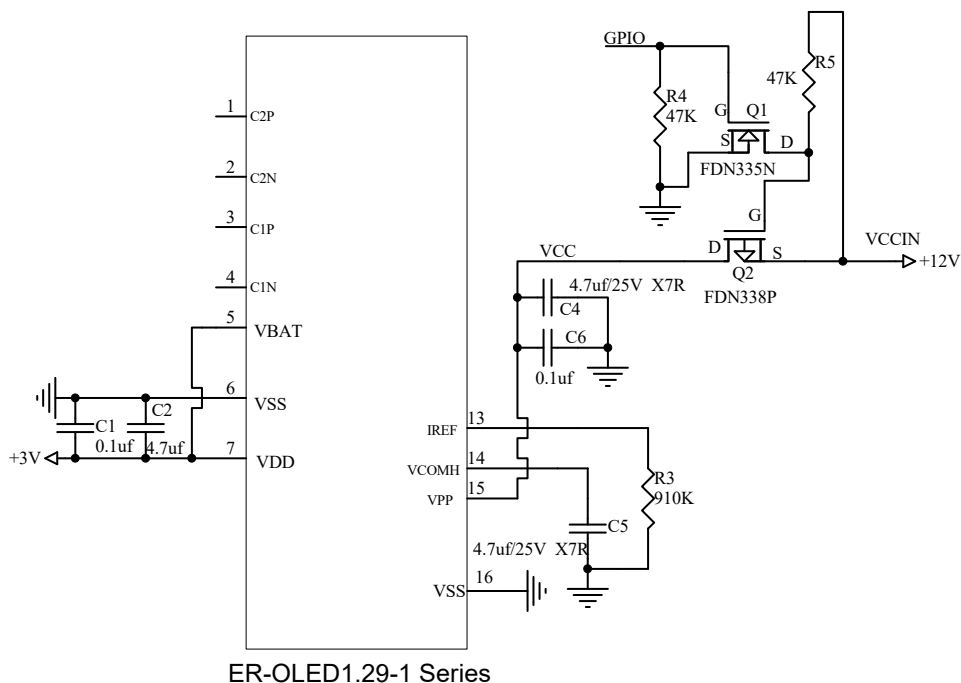 GPIO
R5
47K
R4
47K
G
Q1
S
D
FDN335N
G
D
S
Q2
FDN338P
VCC
VCCIN
+12V
4.7uf/25V X7R
C4
C6
0.1uf
1
C2P
2
C2N
3
C1P
4
C1N
5
VBAT
6
VSS
7
VDD
C1
0.1uf
C2
4.7uf
+3V
13
IREF
14
VCOMH
15
VPP
R3
910K
C5
4.7uf/25V X7R
16
VSS
ER-OLED1.29-1 Series